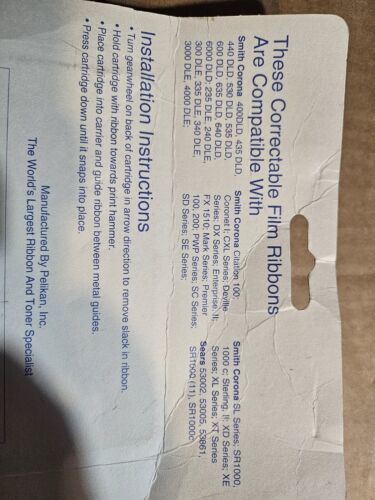 These Correctable Film Ribbons
Are Compatible With
Smith Corona 400DLD, 435 DLD,
440 DLD, 530 DLD, 535 DLD,
600 DLD, 635 DLD, 640 DLD,
6000 DLD; 235 DLE, 240 DLE,
300 DLE, 335 DLE, 340 DLE,
3000 DLE, 4000 DLE;
Smith Corona Citation 100;
Coronet I; CXL Series; Deville
Series; DX Series; Enterprise II;
FX 1510; Mark Series; Premier
100, 200; PWP Series; SC Series;
SD Series; SE Series;
Smith Corona SL Series; SR1000,
1000 c; Sterling, II; XD Series; XE
Series; XL Series; XT Series
Sears 53002, 53005, 53861,
SR1000 (11), SR1000c
Installation Instructions
• Turn gearwheel on back of cartridge in arrow direction to remove slack in ribbon.
• Hold cartridge with ribbon towards print hammer.
• Place cartridge into carrier and guide ribbon between metal guides.
• Press cartridge down until it snaps into place.
Manufactured By Pelikan, Inc.
The World's Largest Ribbon And Toner Specialist